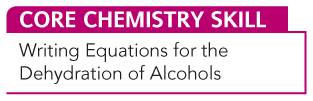 CORE CHEMISTRY SKILL
Writing Equations for the
Dehydration of Alcohols